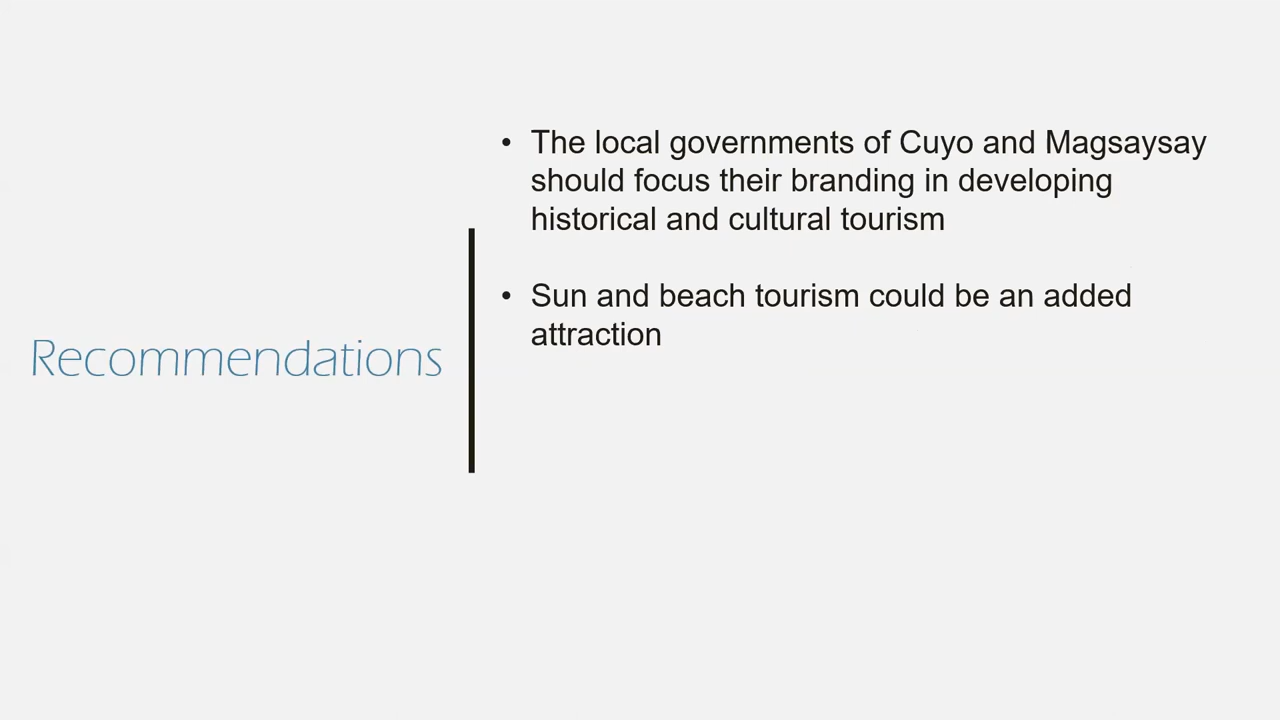 Recommendations
• The local governments of Cuyo and Magsaysay
should focus their branding in developing
historical and cultural tourism
• Sun and beach tourism could be an added
attraction